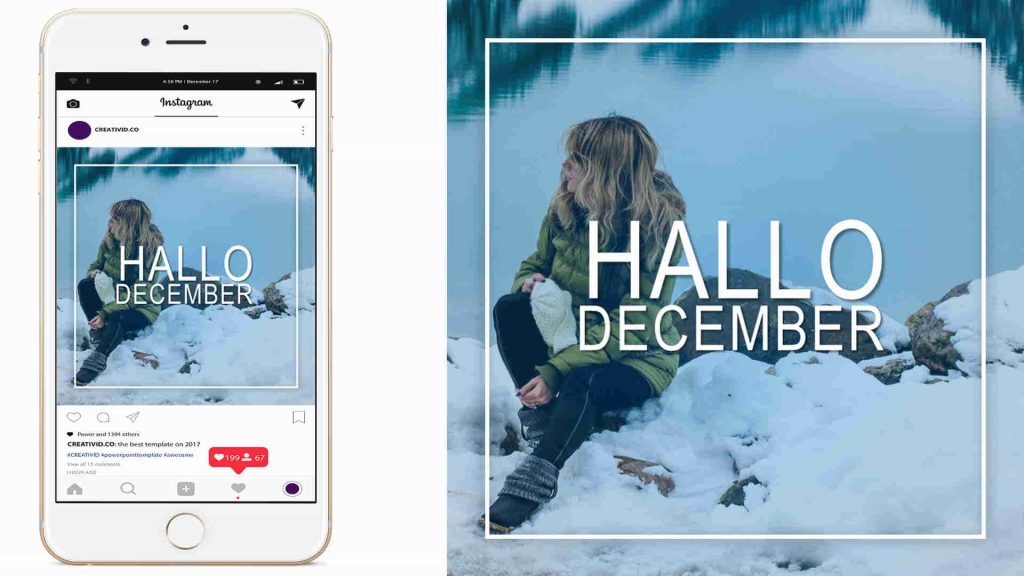 4:50 PM | December 17
Instagram
CREATIVID.CO
HALLO
DECEMBER
Power and 1394 others
CREATIVID.CO: the best template on 2017
#CREATIVID #powerpointtemplate #awesome
View all 12 comments
1 HOUR AGO
199 67
HALLO
DECEMBER